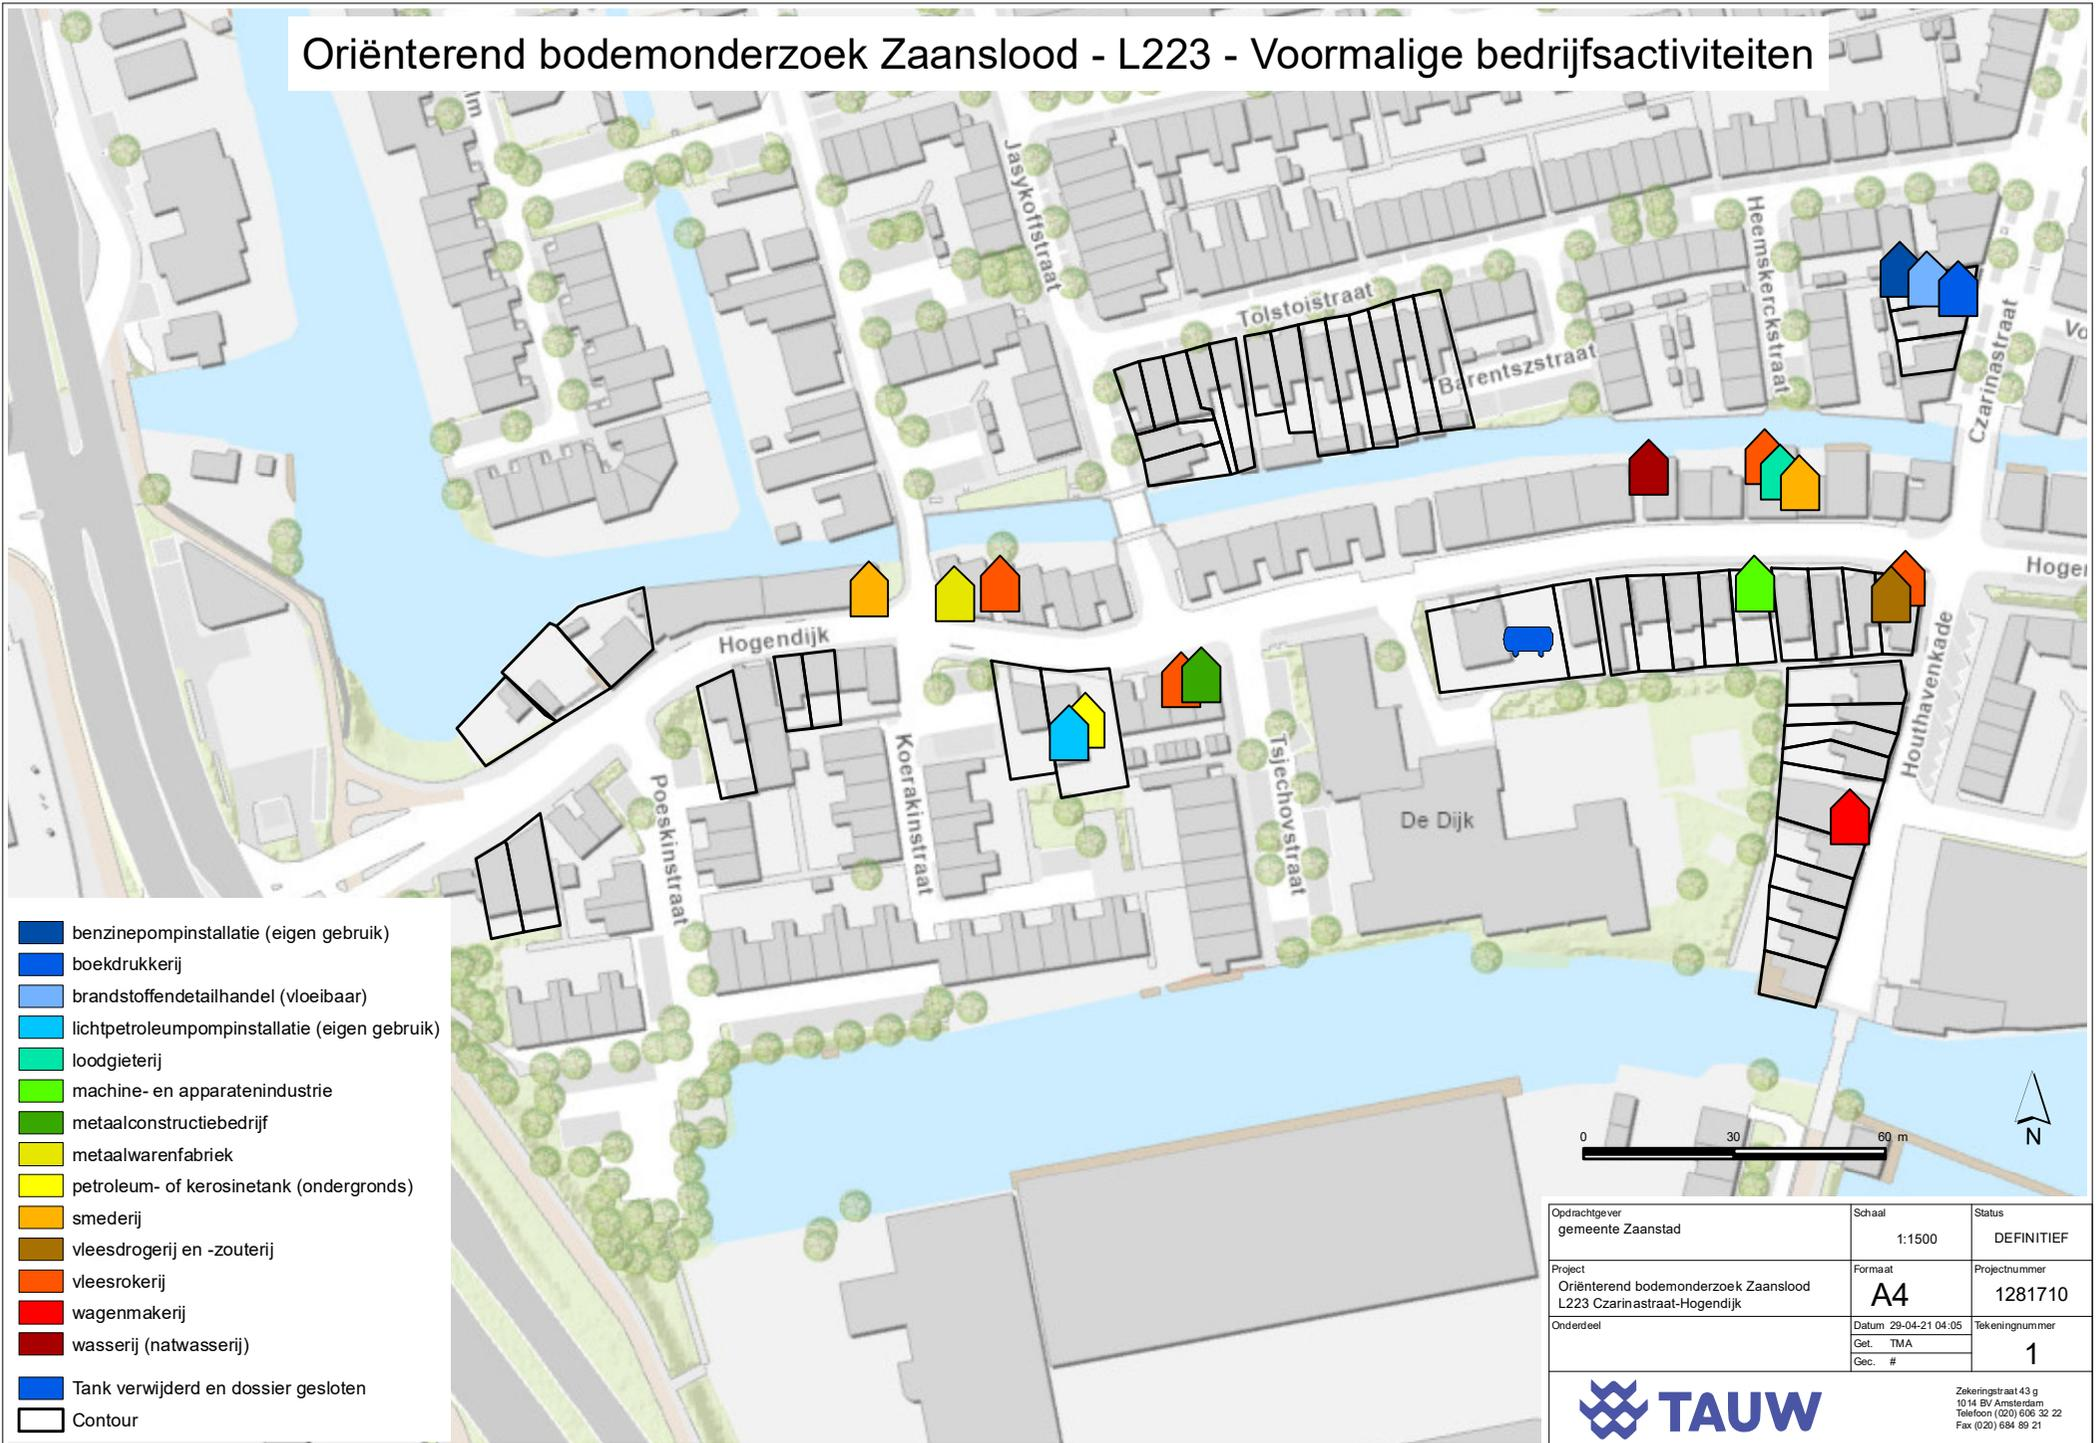 Oriënterend bodemonderzoek Zaanslood - L223 - Voormalige bedrijfsactiviteiten
Jasykoffstraat
Tolstoistraat
Barentszstraat
Heemskerckstraat
Czarinastraat
Hogendijk
Houthavenkade
Poeskinstraat
Koerakinstraat
Tsjechovstraat
De Dijk
benzinepompinstallatie (eigen gebruik)
boekdrukkerij
brandstoffendetailhandel (vloeibaar)
lichtpetroleumpompinstallatie (eigen gebruik)
loodgieterij
machine- en apparatenindustrie
metaalconstructiebedrijf
metaalwarenfabriek
petroleum- of kerosinetank (ondergronds)
smederij
vleesdrogerij en -zouterij
vleesrokerij
wagenmakerij
wasserij (natwasserij)
Tank verwijderd en dossier gesloten
Contour
0 30 60 m
N
Opdrachtgever
gemeente Zaanstad
Schaal
1:1500
Status
DEFINITIEF
Project
Oriënterend bodemonderzoek Zaanslood
L223 Czarinastraat-Hogendijk
Formaat
A4
Projectnummer
1281710
Onderdeel
Datum 29-04-21 04:05
Get. TMA
Gec. #
Tekeningnummer
1
TAUW
Zekeringstraat 43 g
1014 BV Amsterdam
Telefoon (020) 606 32 22
Fax (020) 684 89 21